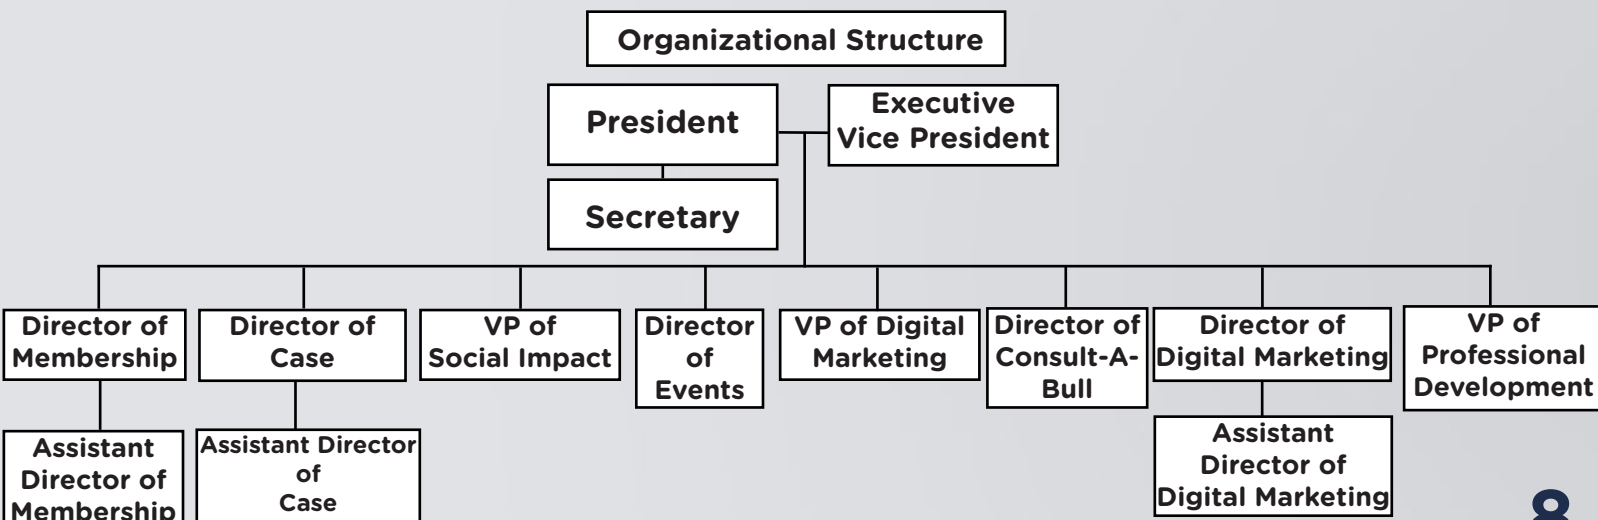 Organizational Structure
President
Executive
Vice President
Secretary
Director of
Membership
Director of
Case
VP of
Social Impact
Director
of
Events
VP of Digital
Marketing
Director of
Consult-A-
Bull
Director of
Digital Marketing
VP of
Professional
Development
Assistant
Director of
Membership
Assistant Director
of
Case
Assistant
Director of
Digital Marketing
8